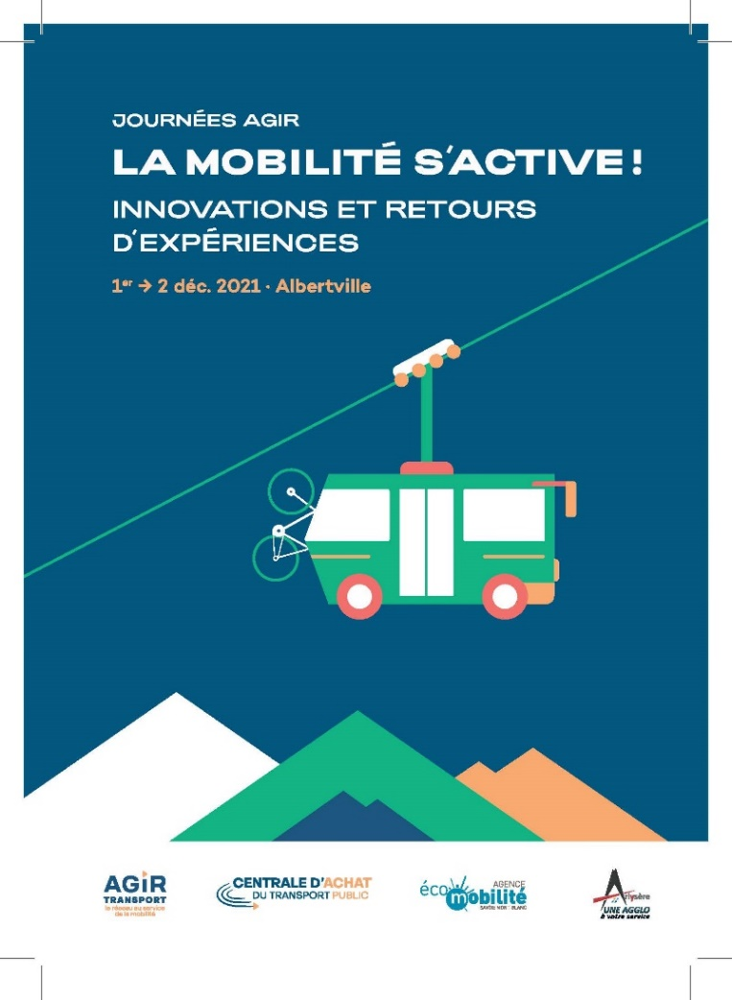 JOURNÉES AGIR
LA MOBILITÉ S'ACTIVE !
INNOVATIONS ET RETOURS
D'EXPÉRIENCES
1er → 2 déc. 2021 · Albertville
AGiR
TRANSPORT
le réseau au service
de la mobilité
CENTRALE D'ACHAT
DU TRANSPORT PUBLIC
AGENCE
écomobilité
SAVOIE MONT BLANC
Arlysère
UNE AGGLO
à votre service